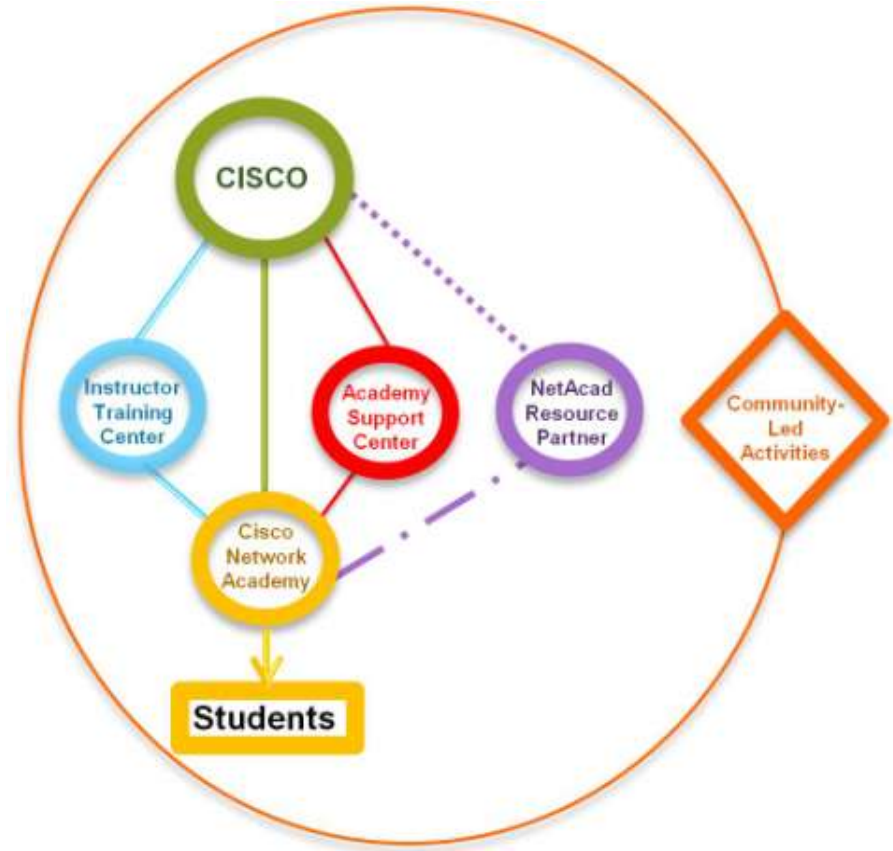 CISCO
Instructor
Training
Center
Academy
Support
Center
NetAcad
Resource
Partner
Community-
Led
Activities
Cisco
Network
Academy
Students